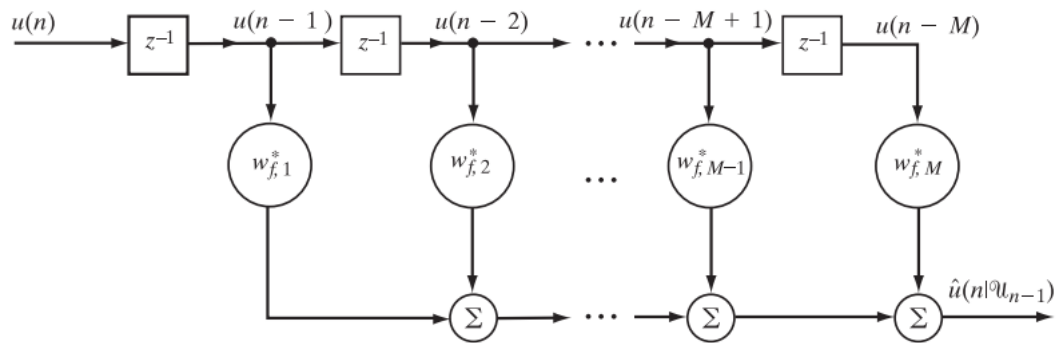 u(n) z⁻¹ u(n − 1) z⁻¹ u(n − 2) ••• u(n − M + 1) z⁻¹ u(n − M)
w*_{f,1} w*_{f,2} ••• w*_{f,M−1} w*_{f,M}
Σ ••• Σ Σ û(n|𝒰_{n−1})